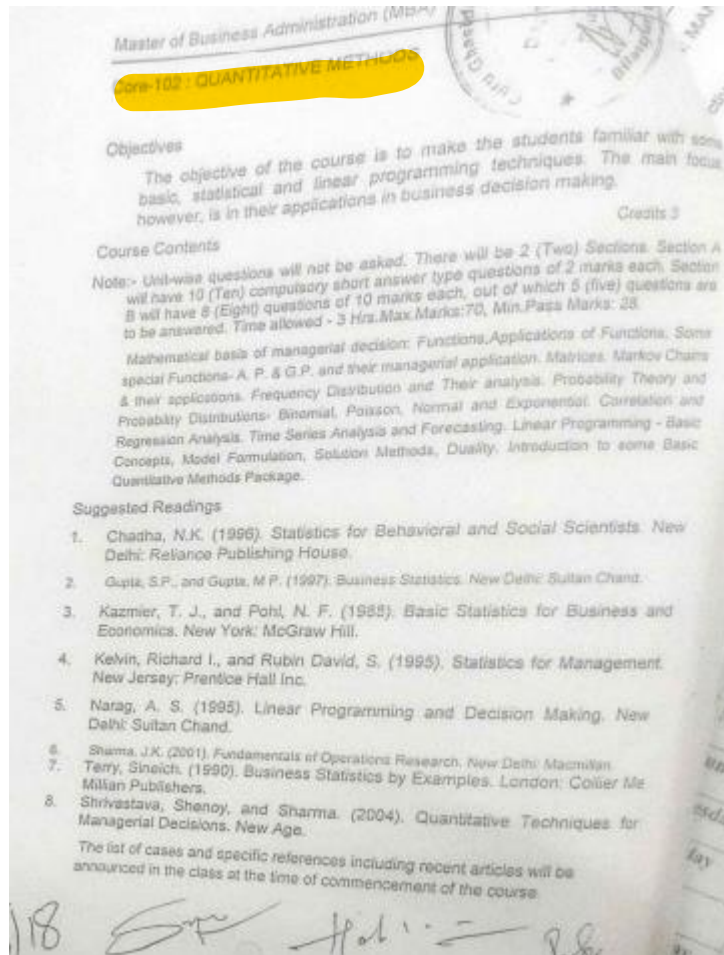 Master of Business Administration (MBA)
Core-102 : QUANTITATIVE METHODS
Objectives
The objective of the course is to make the students familiar with some
basic, statistical and linear programming techniques. The main focus
however, is in their applications in business decision making.
Credits 3
Course Contents
Note:- Unit-wise questions will not be asked. There will be 2 (Two) Sections. Section A
will have 10 (Ten) compulsory short answer type questions of 2 marks each. Section
B will have 8 (Eight) questions of 10 marks each, out of which 5 (five) questions are
to be answered. Time allowed - 3 Hrs.Max.Marks:70, Min.Pass Marks: 28.
Mathematical basis of managerial decision: Functions,Applications of Functions, Some
special Functions- A. P. & G.P. and their managerial application. Matrices. Markov Chains
& their applications. Frequency Distribution and Their analysis. Probability Theory and
Probability Distributions- Binomial, Poisson, Normal and Exponential. Correlation and
Regression Analysis. Time Series Analysis and Forecasting. Linear Programming - Basic
Concepts, Model Formulation, Solution Methods, Duality. Introduction to some Basic
Quantitative Methods Package.
Suggested Readings
1. Chadha, N.K. (1996). Statistics for Behavioral and Social Scientists. New
Delhi: Reliance Publishing House.
2. Gupta, S.P., and Gupta, M P. (1997). Business Statistics. New Delhi: Sultan Chand.
3. Kazmier, T. J., and Pohl, N. F. (1988). Basic Statistics for Business and
Economics. New York: McGraw Hill.
4. Kelvin, Richard I., and Rubin David, S. (1995). Statistics for Management.
New Jersey: Prentice Hall Inc.
5. Narag, A. S. (1995). Linear Programming and Decision Making. New
Delhi: Sultan Chand.
6. Sharma, J.K. (2001). Fundamentals of Operations Research. New Delhi: Macmillan.
7. Terry, Sineich. (1990). Business Statistics by Examples. London: Collier Mc
Millian Publishers.
8. Shrivastava, Shenoy, and Sharma. (2004). Quantitative Techniques for
Managerial Decisions. New Age.
The list of cases and specific references including recent articles will be
announced in the class at the time of commencement of the course.
18